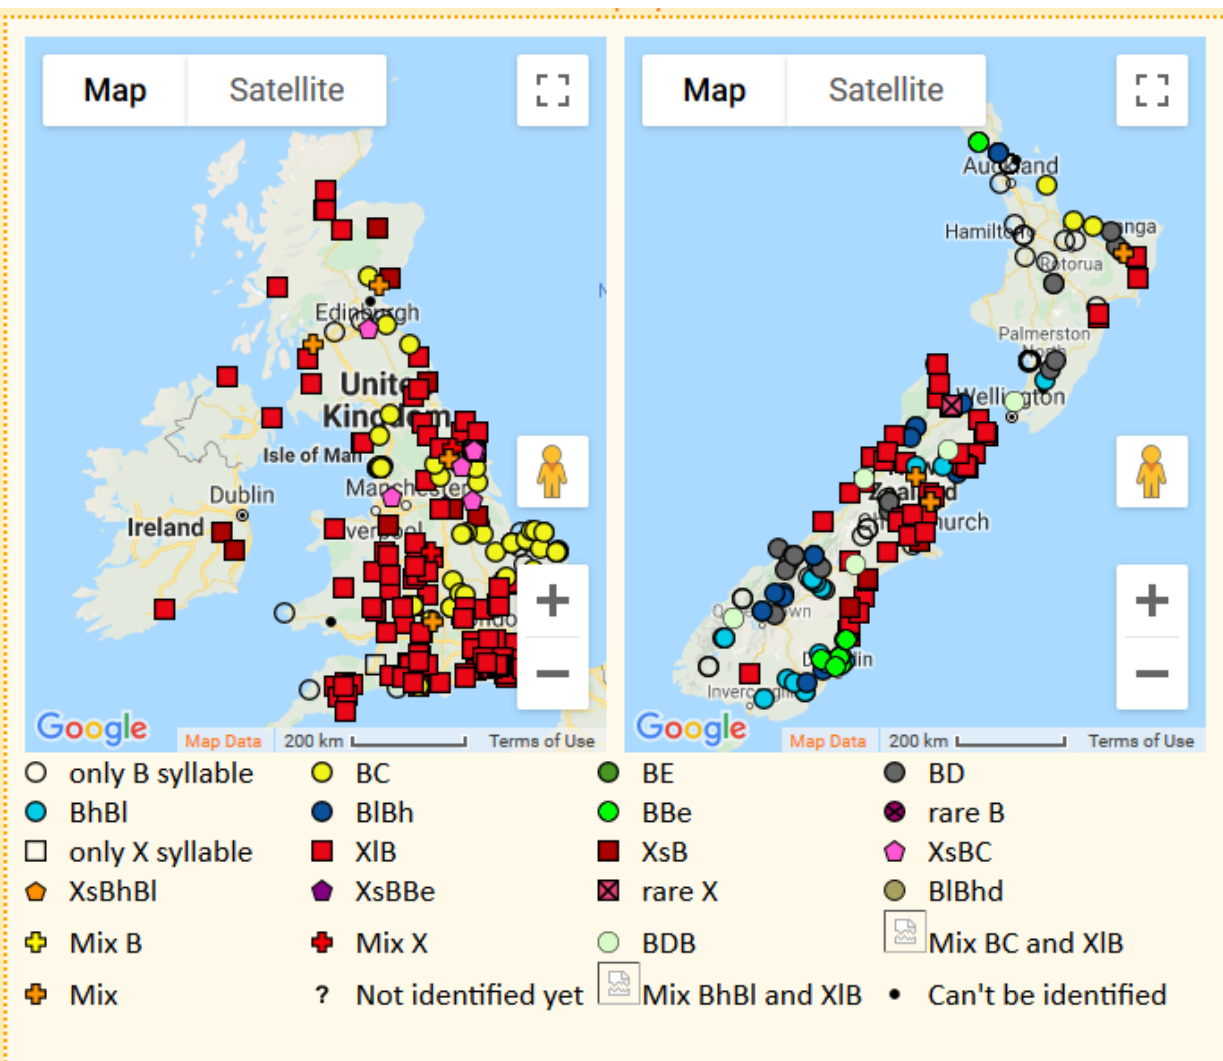 Map
Satellite
Edinburgh
United
Kingdom
Isle of Man
Dublin
Manchester
Ireland
Google
Map Data
200 km
Terms of Use
Map
Satellite
Auckland
Hamilton
Rotorua
Palmerston
North
Wellington
Zealand
Google
Map Data
200 km
Terms of Use
only B syllable BC BE BD
BhBl BlBh BBe rare B
only X syllable XlB XsB XsBC
XsBhBl XsBBe rare X BlBhd
Mix B Mix X BDB Mix BC and XlB
Mix ? Not identified yet Mix BhBl and XlB Can't be identified